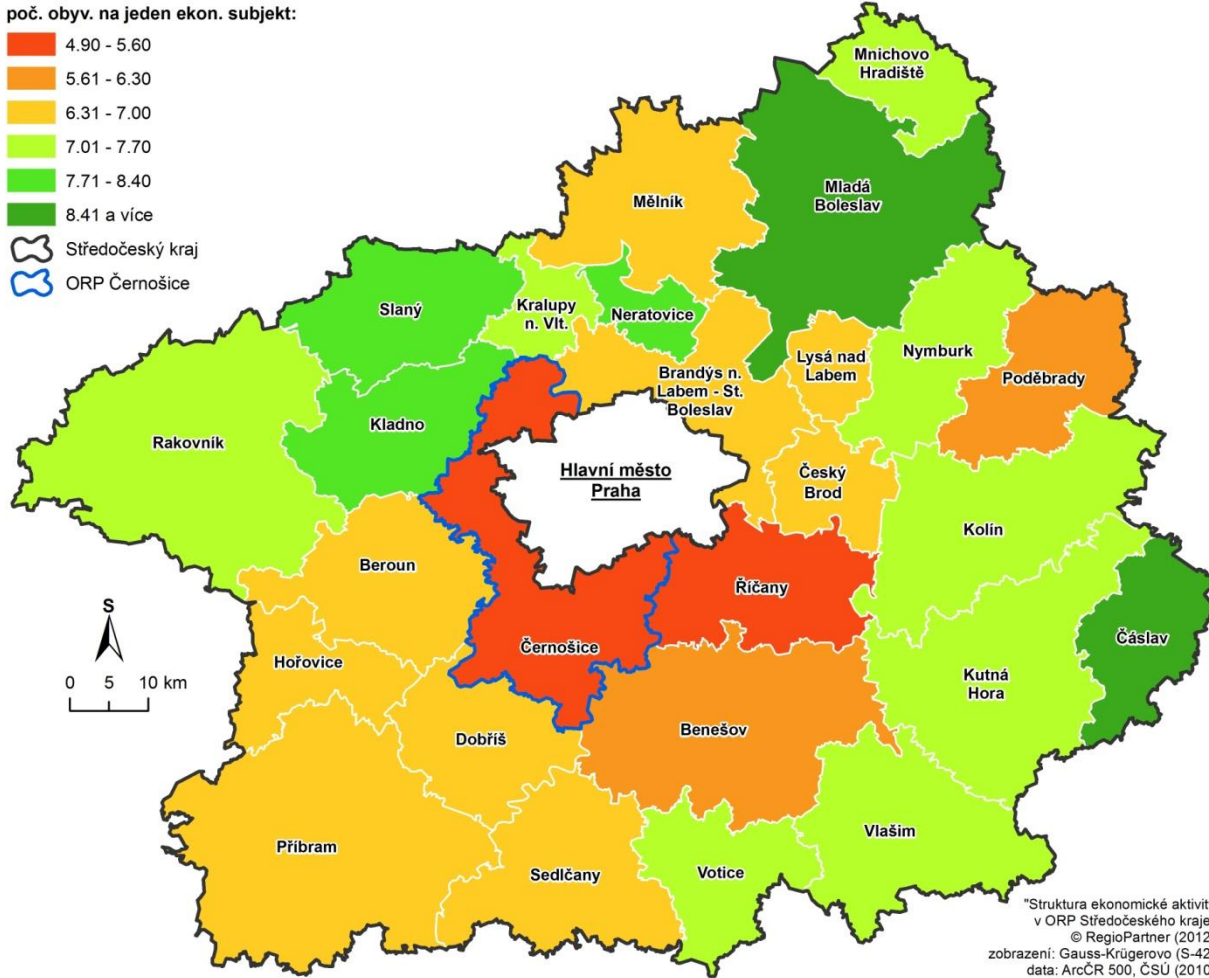 poč. obyv. na jeden ekon. subjekt:
4.90 - 5.60
5.61 - 6.30
6.31 - 7.00
7.01 - 7.70
7.71 - 8.40
8.41 a více
Středočeský kraj
ORP Černošice
Mnichovo
Hradiště
Mladá
Boleslav
Mělník
Slaný
Kralupy
n. Vlt.
Neratovice
Brandýs n.
Labem - St.
Boleslav
Lysá nad
Labem
Nymburk
Poděbrady
Rakovník
Kladno
Hlavní město
Praha
Český
Brod
Kolín
Beroun
Říčany
Čáslav
Černošice
Hořovice
Kutná
Hora
S
0 5 10 km
Dobříš
Benešov
Příbram
Sedlčany
Votice
Vlašim
"Struktura ekonomické aktivit
v ORP Středočeského kraje
© RegioPartner (2012
zobrazení: Gauss-Krügerovo (S-42
data: ArcČR 500, ČSÚ (2010